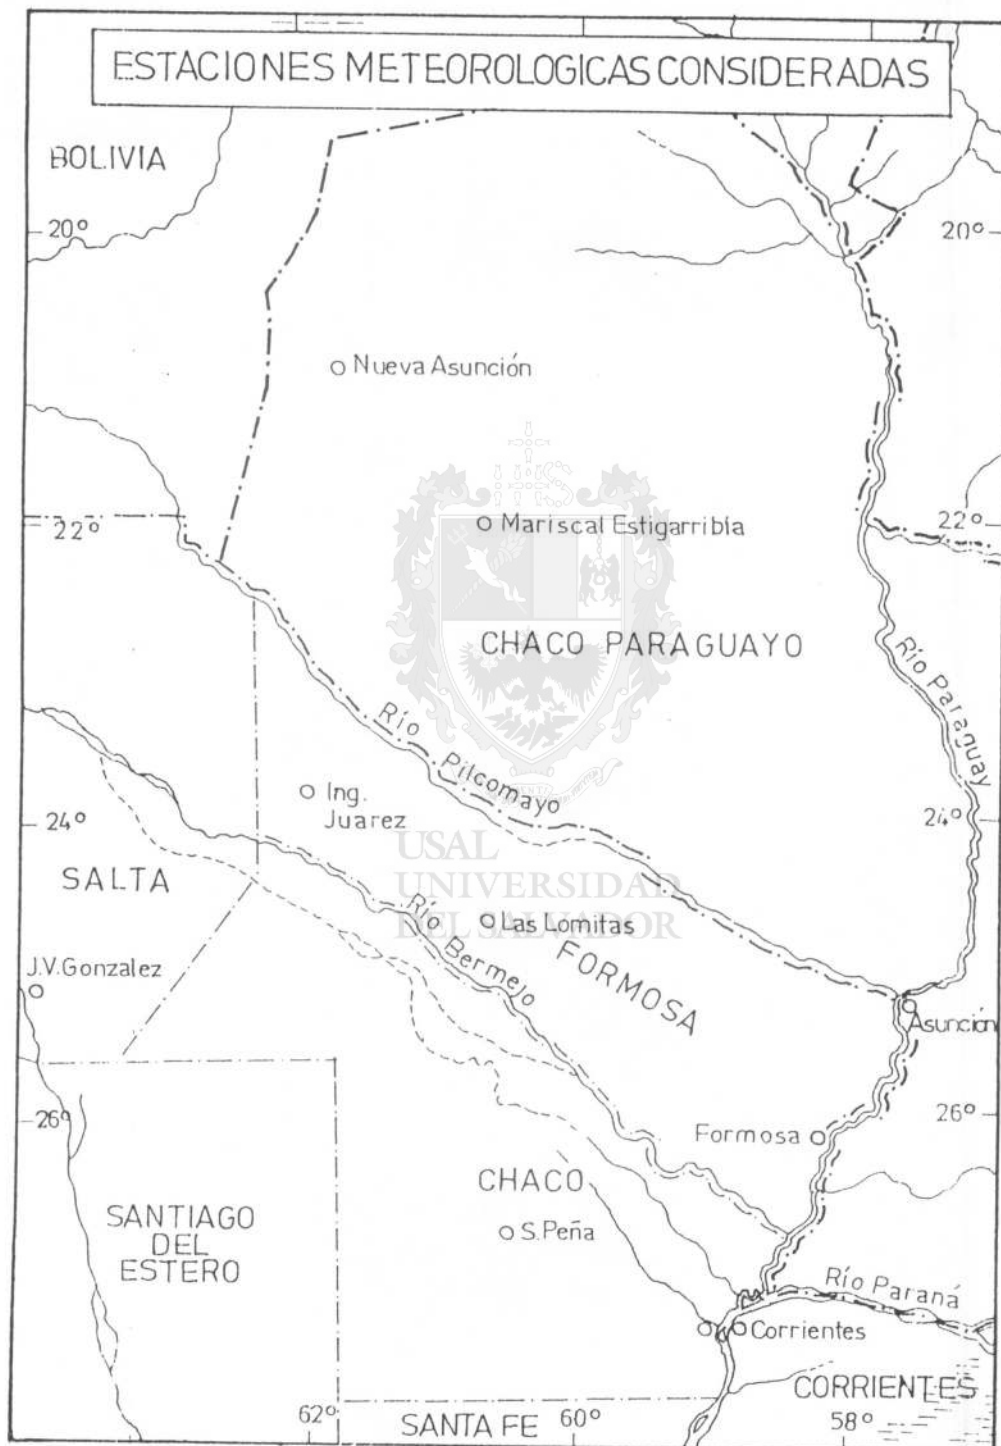 ESTACIONES METEOROLOGICAS CONSIDERADAS
BOLIVIA
20°
20°
Nueva Asunción
22°
Mariscal Estigarribia
22°
CHACO PARAGUAYO
Río Paraguay
Río Pilcomayo
Ing.
Juarez
24°
24°
USAL
UNIVERSIDAD
DEL SALVADOR
SALTA
Río Bermejo
Las Lomitas
FORMOSA
J.V. Gonzalez
Asunción
26°
26°
Formosa
CHACO
S. Peña
SANTIAGO
DEL
ESTERO
Río Paraná
Corrientes
CORRIENTES
62°
SANTA FE
60°
58°